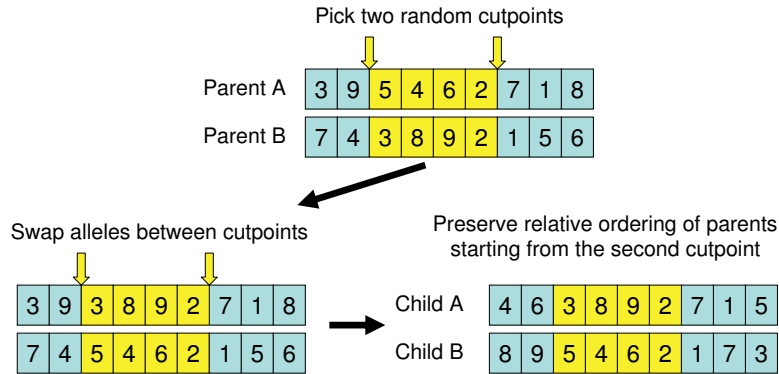 Pick two random cutpoints
Parent A 3 9 5 4 6 2 7 1 8
Parent B 7 4 3 8 9 2 1 5 6
Swap alleles between cutpoints
3 9 3 8 9 2 7 1 8
7 4 5 4 6 2 1 5 6
Preserve relative ordering of parents
starting from the second cutpoint
Child A 4 6 3 8 9 2 7 1 5
Child B 8 9 5 4 6 2 1 7 3